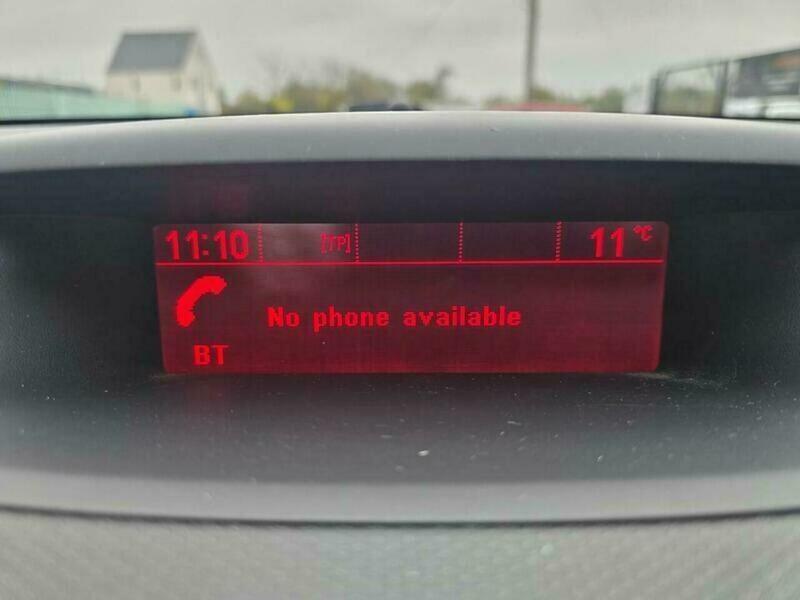 11:10 [TP] 11 °C
No phone available
BT